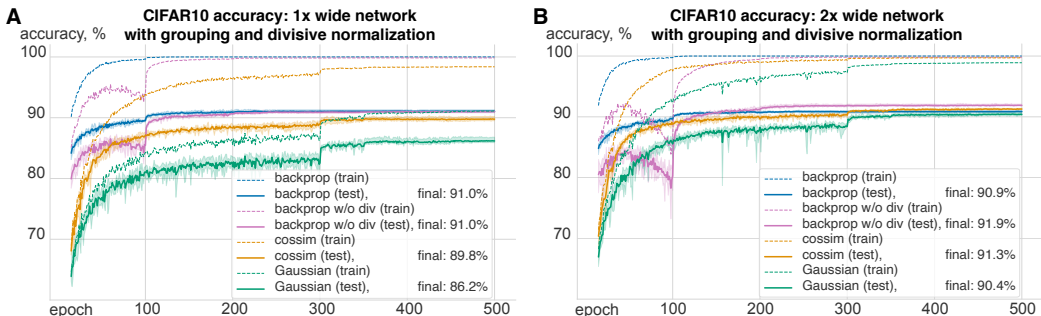 A
CIFAR10 accuracy: 1x wide network
with grouping and divisive normalization
accuracy, %
100
90
80
70
backprop (train)
backprop (test), final: 91.0%
backprop w/o div (train)
backprop w/o div (test), final: 91.0%
cossim (train)
cossim (test), final: 89.8%
Gaussian (train)
Gaussian (test), final: 86.2%
epoch 100 200 300 400 500
B
CIFAR10 accuracy: 2x wide network
with grouping and divisive normalization
accuracy, %
100
90
80
70
backprop (train)
backprop (test), final: 90.9%
backprop w/o div (train)
backprop w/o div (test), final: 91.9%
cossim (train)
cossim (test), final: 91.3%
Gaussian (train)
Gaussian (test), final: 90.4%
epoch 100 200 300 400 500